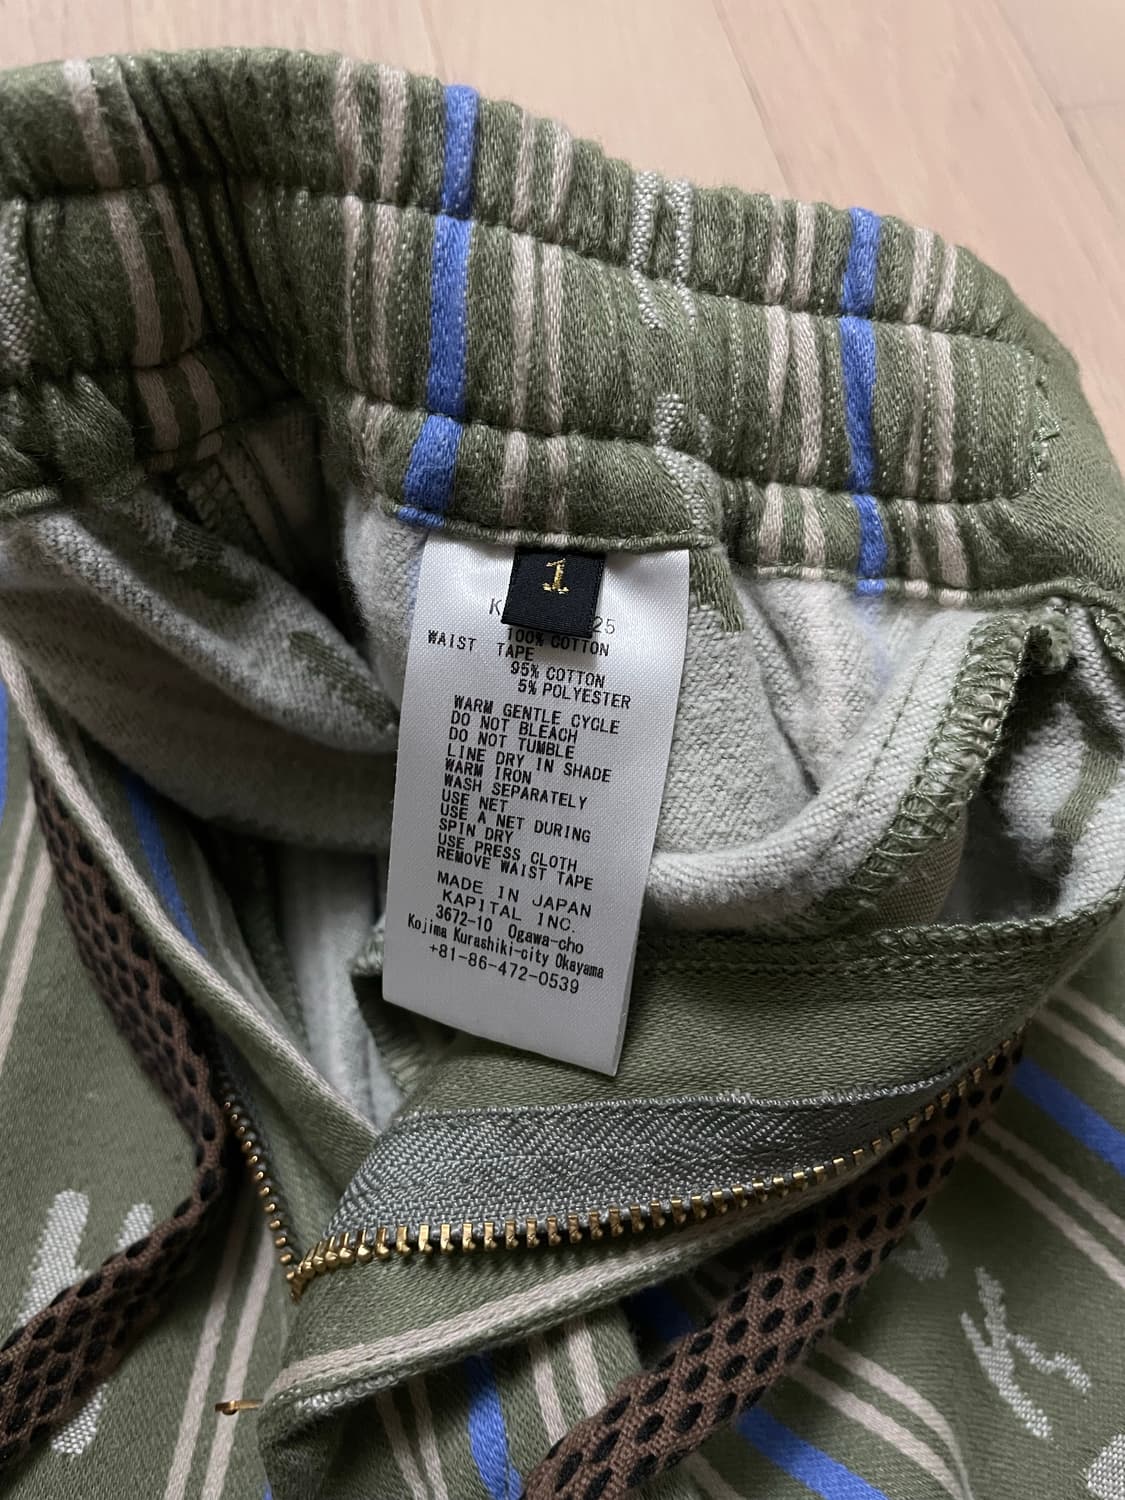 1
100% COTTON
WAIST TAPE
95% COTTON
5% POLYESTER
WARM GENTLE CYCLE
DO NOT BLEACH
DO NOT TUMBLE
LINE DRY IN SHADE
WARM IRON
WASH SEPARATELY
USE NET
USE A NET DURING
SPIN DRY
USE PRESS CLOTH
REMOVE WAIST TAPE
MADE IN JAPAN
KAPITAL INC.
3672-10 Ogawa-cho
Kojima Kurashiki-city Okayama
+81-86-472-0539